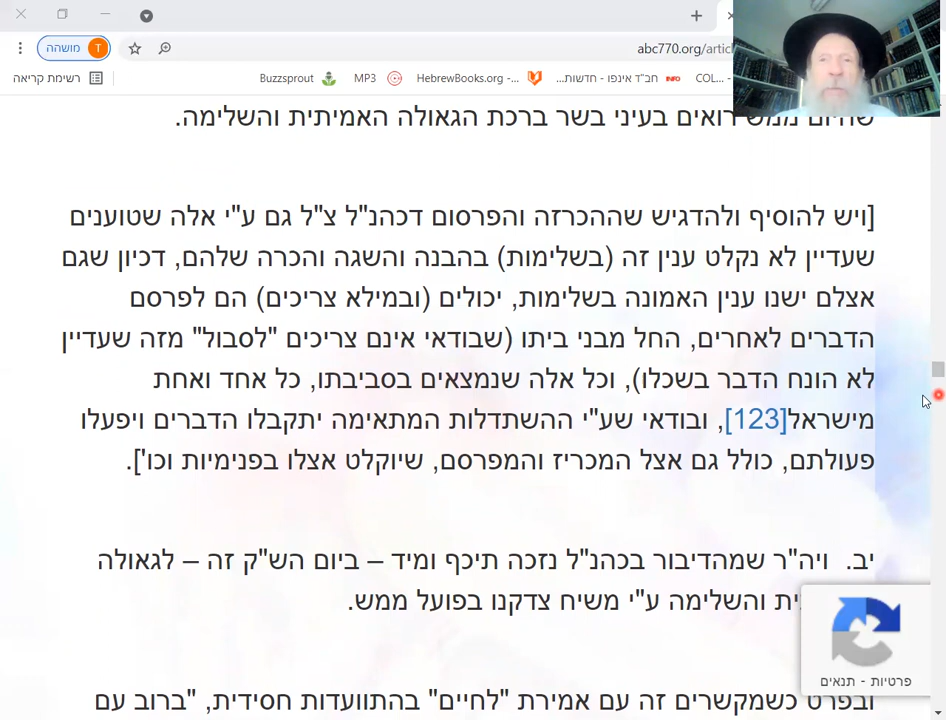 מושהה
abc770.org/artic
רשימת קריאה
Buzzsprout
MP3
HebrewBooks.org -...
חב"ד אינפו - חדשות...
INFO
COL... -
ממש רואים בעיני בשר ברכת הגאולה האמיתית והשלימה.
[ויש להוסיף ולהדגיש שההכרזה והפרסום דכהנ"ל צ"ל גם ע"י אלה שטוענים
שעדיין לא נקלט ענין זה (בשלימות) בהבנה והשגה והכרה שלהם, דכיון שגם
אצלם ישנו ענין האמונה בשלימות, יכולים (ובמילא צריכים) הם לפרסם
הדברים לאחרים, החל מבני ביתו (שבודאי אינם צריכים "לסבול" מזה שעדיין
לא הונח הדבר בשכלו), וכל אלה שנמצאים בסביבתו, כל אחד ואחת
מישראל[123], ובודאי שע"י ההשתדלות המתאימה יתקבלו הדברים ויפעלו
פעולתם, כולל גם אצל המכריז והמפרסם, שיוקלט אצלו בפנימיות וכו'].
יב. ויה"ר שמהדיבור בכהנ"ל נזכה תיכף ומיד – ביום הש"ק זה – לגאולה
והשלימה ע"י משיח צדקנו בפועל ממש.
פרטיות - תנאים
ובפרט כשמקשרים זה עם אמירת "לחיים" בהתוועדות חסידית, "ברוב עם